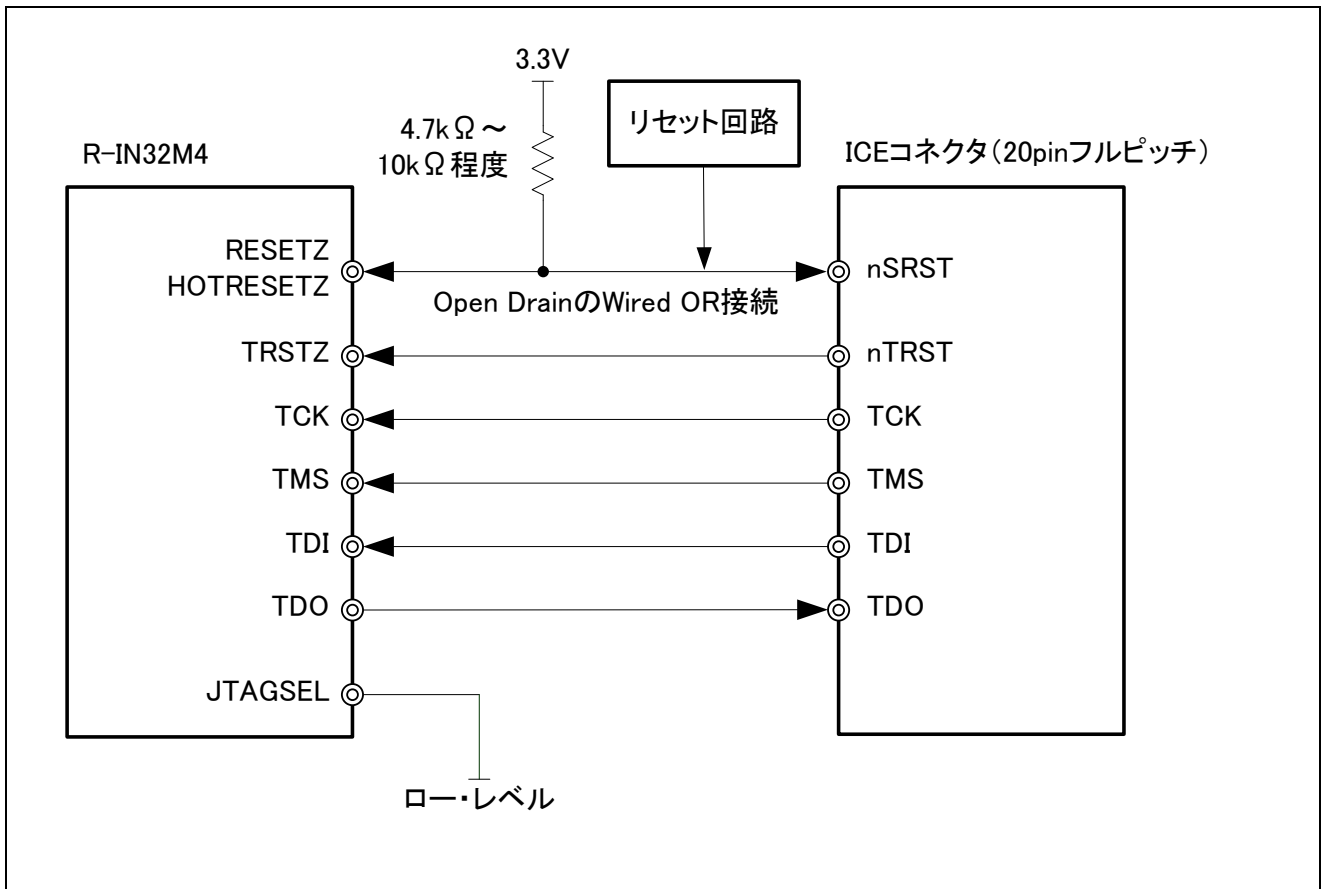 3.3V
4.7kΩ～
10kΩ程度
リセット回路
R-IN32M4
ICEコネクタ（20pinフルピッチ）
RESETZ
HOTRESETZ
nSRST
Open DrainのWired OR接続
TRSTZ
nTRST
TCK
TCK
TMS
TMS
TDI
TDI
TDO
TDO
JTAGSEL
ロー・レベル